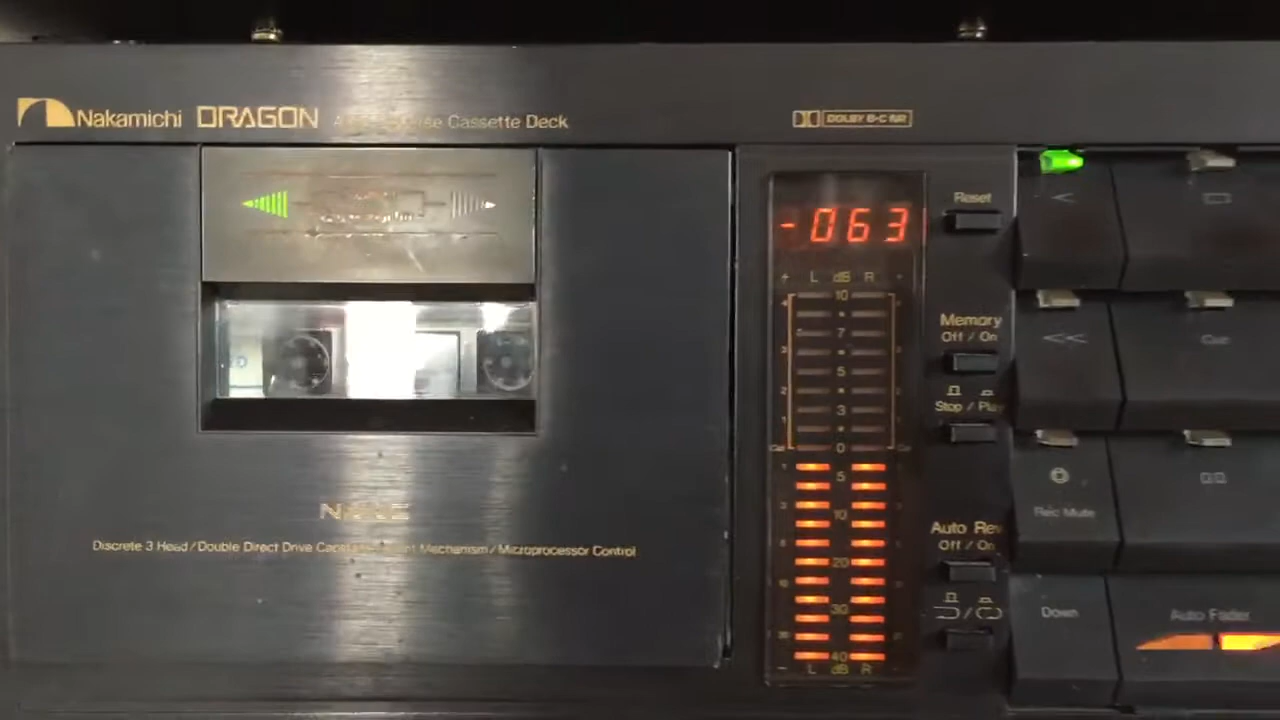 Nakamichi DRAGON Cassette Deck
DOLBY B-C NR
-063
Reset
+ L dB R +
10
7
5
3
0
5
10
20
30
40
L dB R
Memory
Off / On
Stop / Play
Auto Rev
Off / On
<
<<
Cue
Rec Mute
Down
Auto Fader
Discrete 3 Head / Double Direct Drive Mechanism / Microprocessor Control